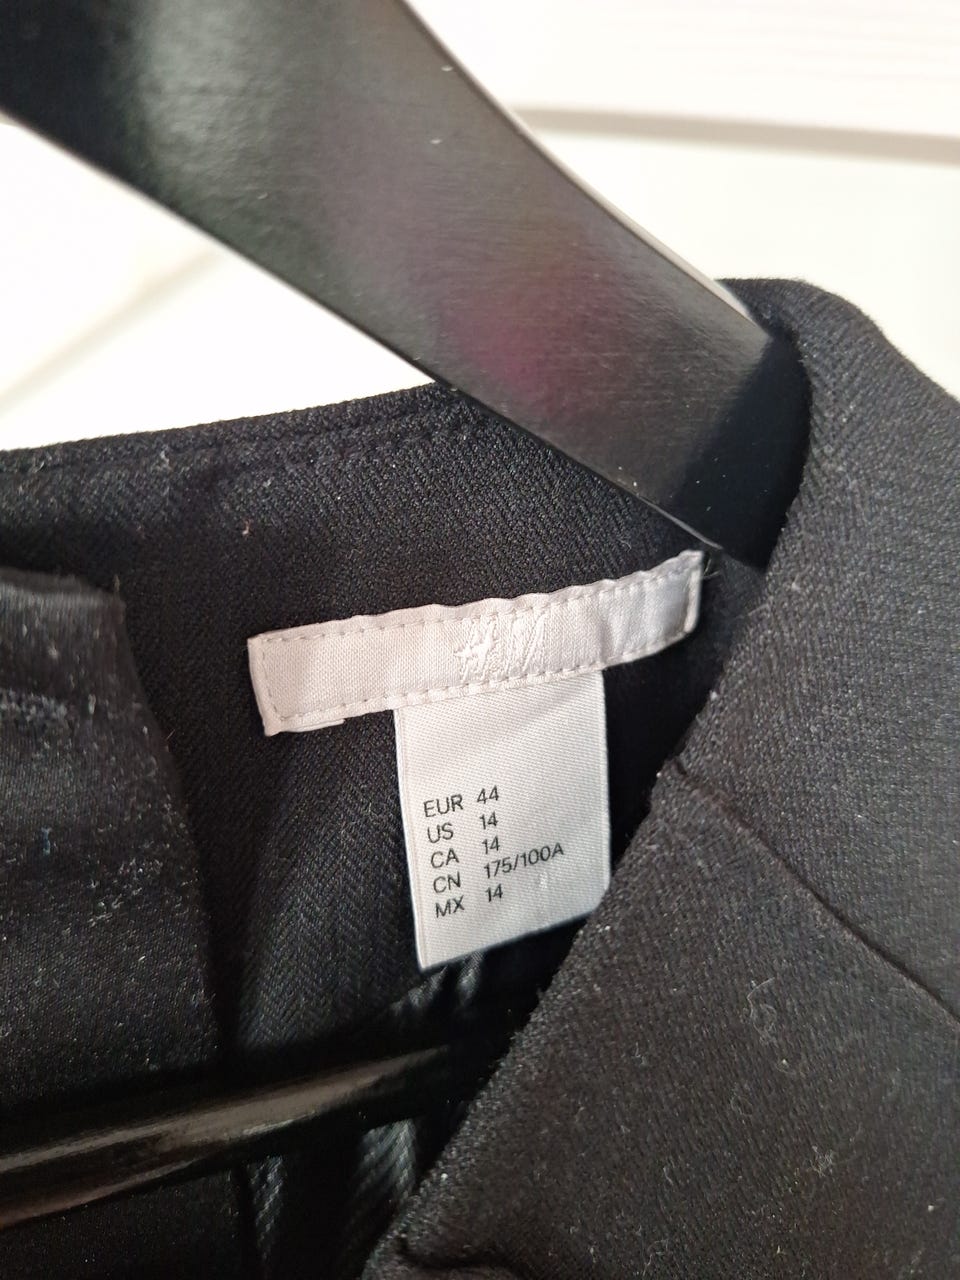 H&M
EUR 44
US 14
CA 14
CN 175/100A
MX 14